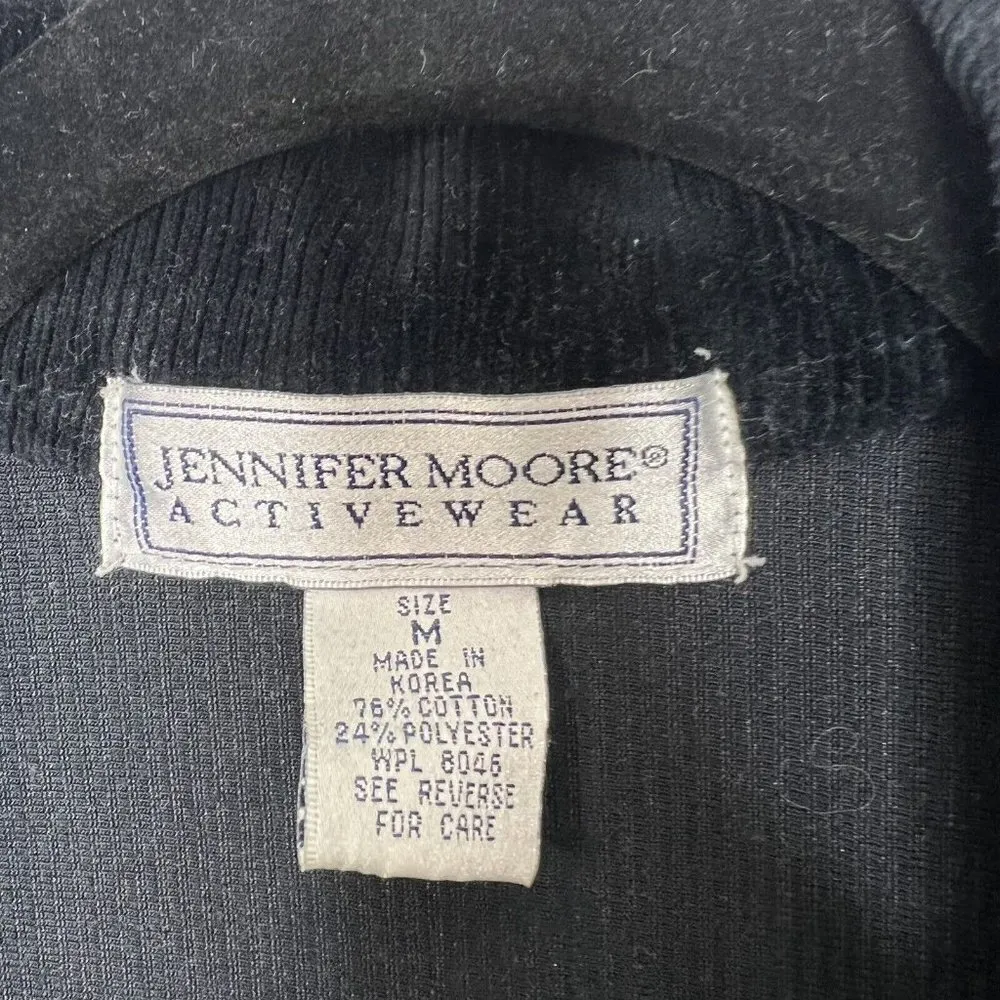 JENNIFER MOORE®
ACTIVEWEAR
SIZE
M
MADE IN
KOREA
76% COTTON
24% POLYESTER
WPL 8046
SEE REVERSE
FOR CARE